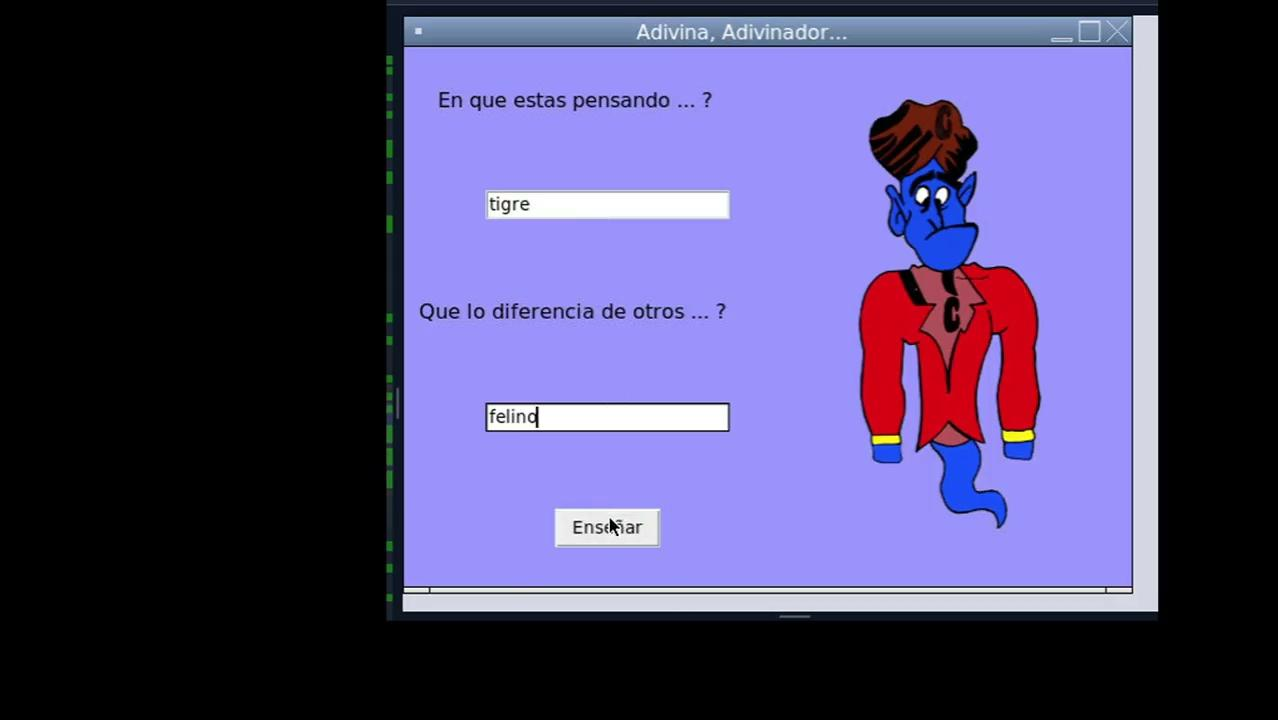 Adivina, Adivinador...
En que estas pensando ... ?
tigre
Que lo diferencia de otros ... ?
felino
Enseñar
C
C